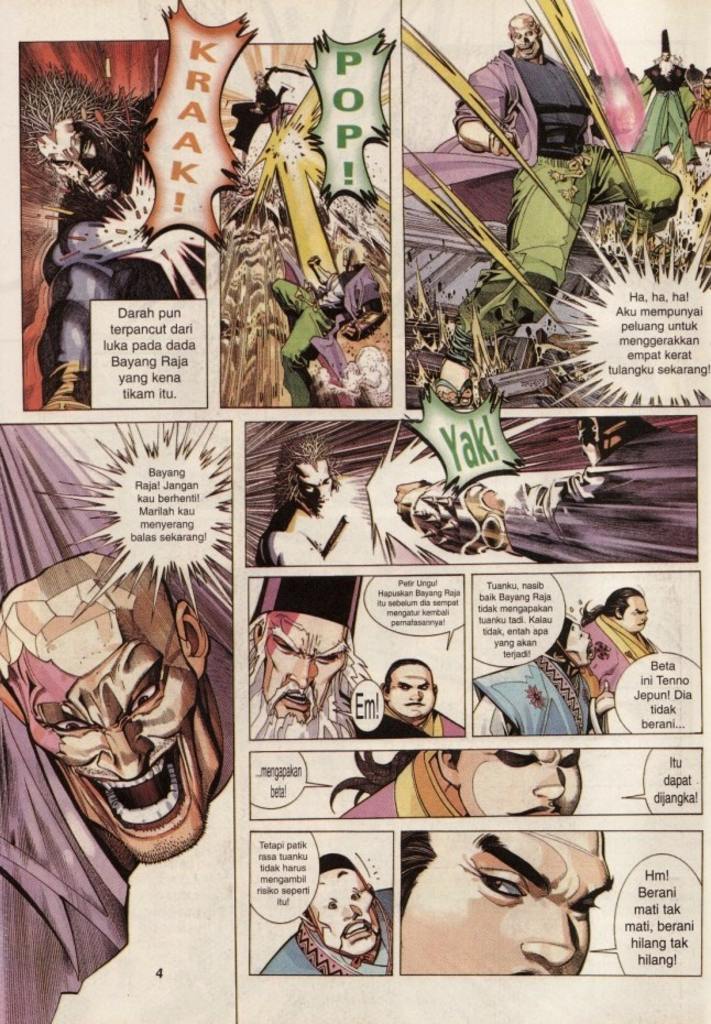 KRAAK!
POP!
Darah pun
terpancut dari
luka pada dada
Bayang Raja
yang kena
tikam itu.
Ha, ha, ha!
Aku mempunyai
peluang untuk
menggerakkan
empat kerat
tulangku sekarang!
Bayang
Raja! Jangan
kau berhenti!
Marilah kau
menyerang
balas sekarang!
Yak!
Petir Ungu!
Hapuskan Bayang Raja
itu sebelum dia sempat
mengatur kembali
pernafasannya!
Em!
Tuanku, nasib
baik Bayang Raja
tidak mengapakan
tuanku tadi. Kalau
tidak, entah apa
yang akan
terjadi!
Beta
ini Tenno
Jepun! Dia
tidak
berani...
...mengapakan
beta!
Itu
dapat
dijangka!
Tetapi patik
rasa tuanku
tidak harus
mengambil
risiko seperti
itu!
Hm!
Berani
mati tak
mati, berani
hilang tak
hilang!
4